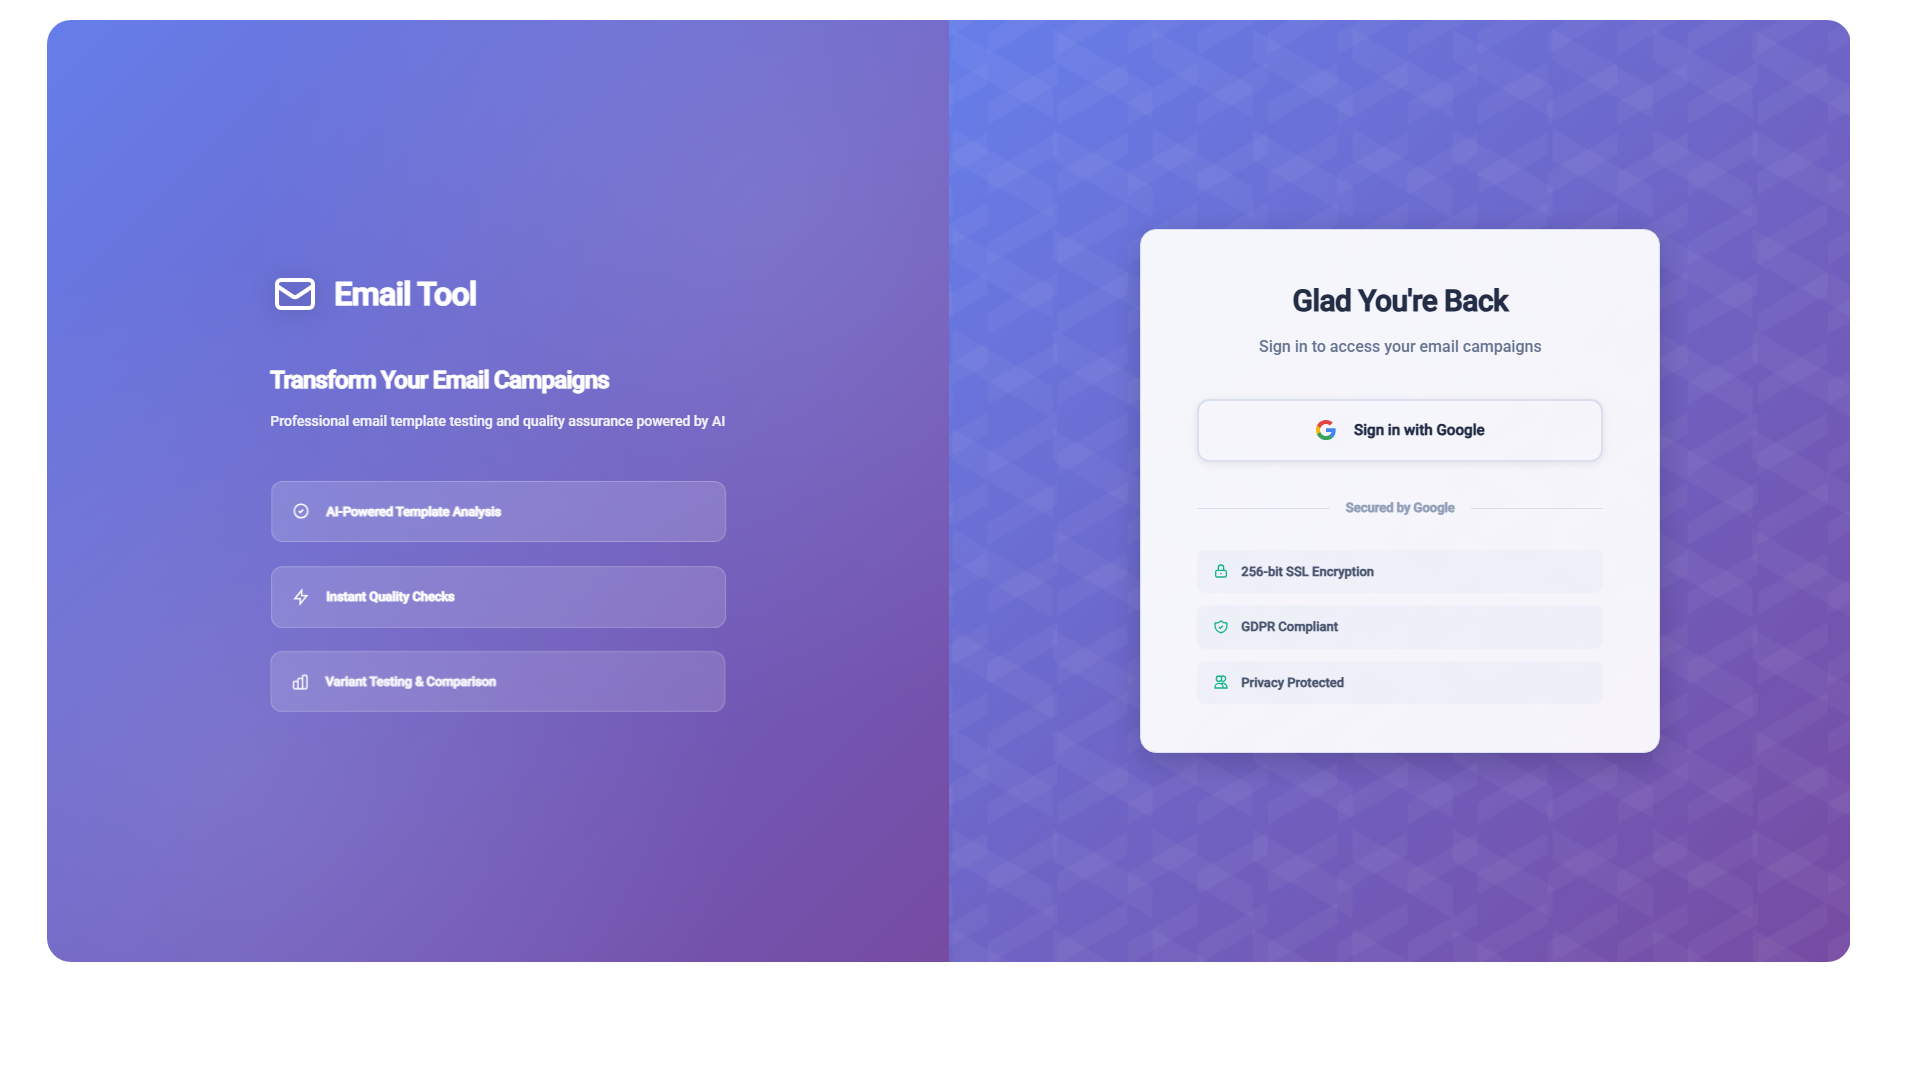 Email Tool
Transform Your Email Campaigns
Professional email template testing and quality assurance powered by AI
AI-Powered Template Analysis
Instant Quality Checks
Variant Testing & Comparison
Glad You're Back
Sign in to access your email campaigns
Sign in with Google
Secured by Google
256-bit SSL Encryption
GDPR Compliant
Privacy Protected